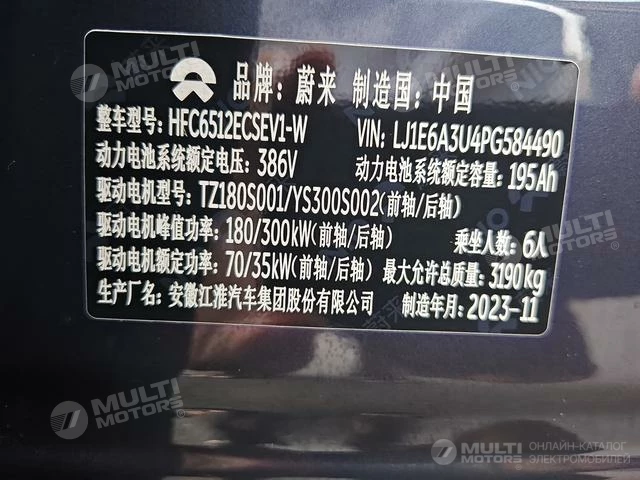 品牌: 蔚来 制造国: 中国
整车型号: HFC6512ECSEV1-W VIN: LJ1E6A3U4PG584490
动力电池系统额定电压: 386V 动力电池系统额定容量: 195Ah
驱动电机型号: TZ180S001/YS300S002(前轴/后轴)
驱动电机峰值功率: 180/300kW(前轴/后轴) 乘坐人数: 6人
驱动电机额定功率: 70/35kW(前轴/后轴) 最大允许总质量: 3190kg
生产厂名: 安徽江淮汽车集团股份有限公司 制造年月: 2023-11
MULTI MOTORS
MULTI MOTORS
MULTI MOTORS
MULTI MOTORS
MULTI MOTORS ОНЛАЙН-КАТАЛОГ ЭЛЕКТРОМОБИЛЕЙ